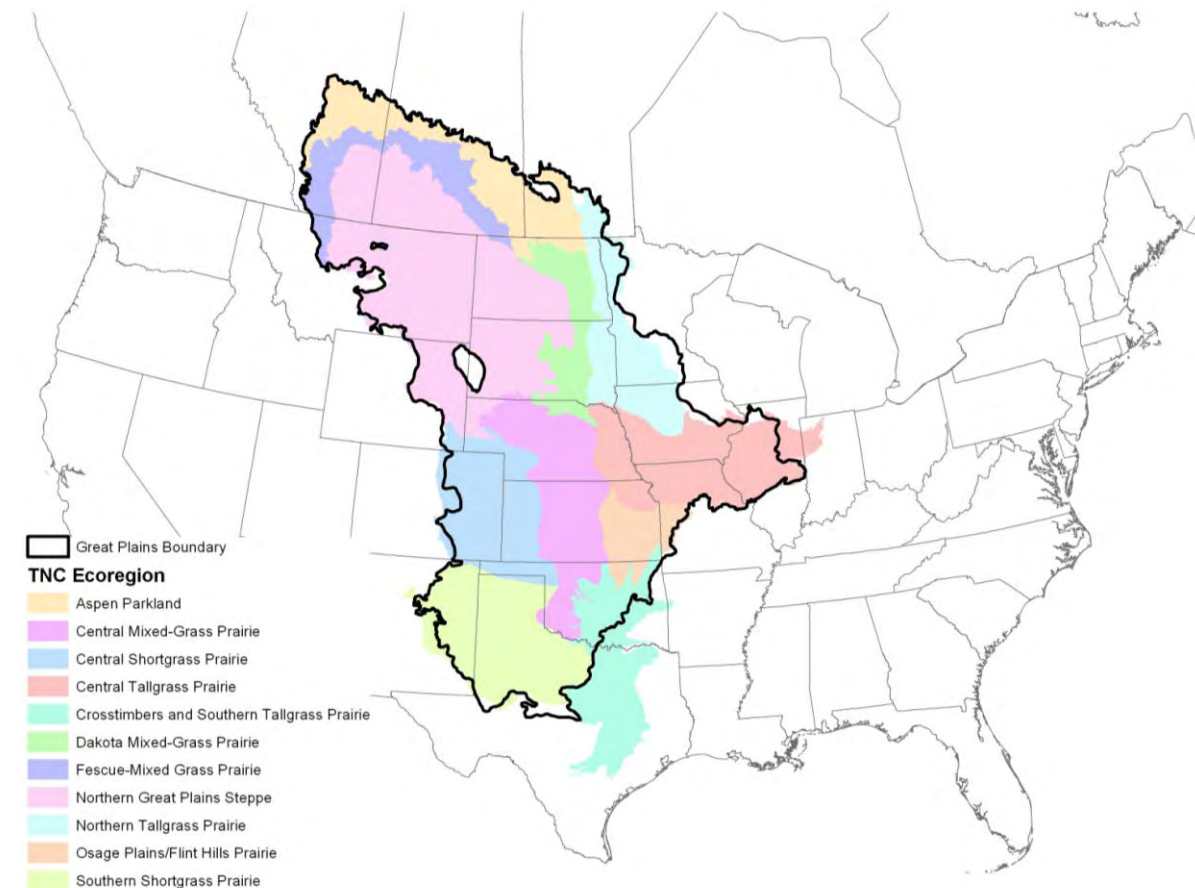 Great Plains Boundary
TNC Ecoregion
Aspen Parkland
Central Mixed-Grass Prairie
Central Shortgrass Prairie
Central Tallgrass Prairie
Crosstimbers and Southern Tallgrass Prairie
Dakota Mixed-Grass Prairie
Fescue-Mixed Grass Prairie
Northern Great Plains Steppe
Northern Tallgrass Prairie
Osage Plains/Flint Hills Prairie
Southern Shortgrass Prairie